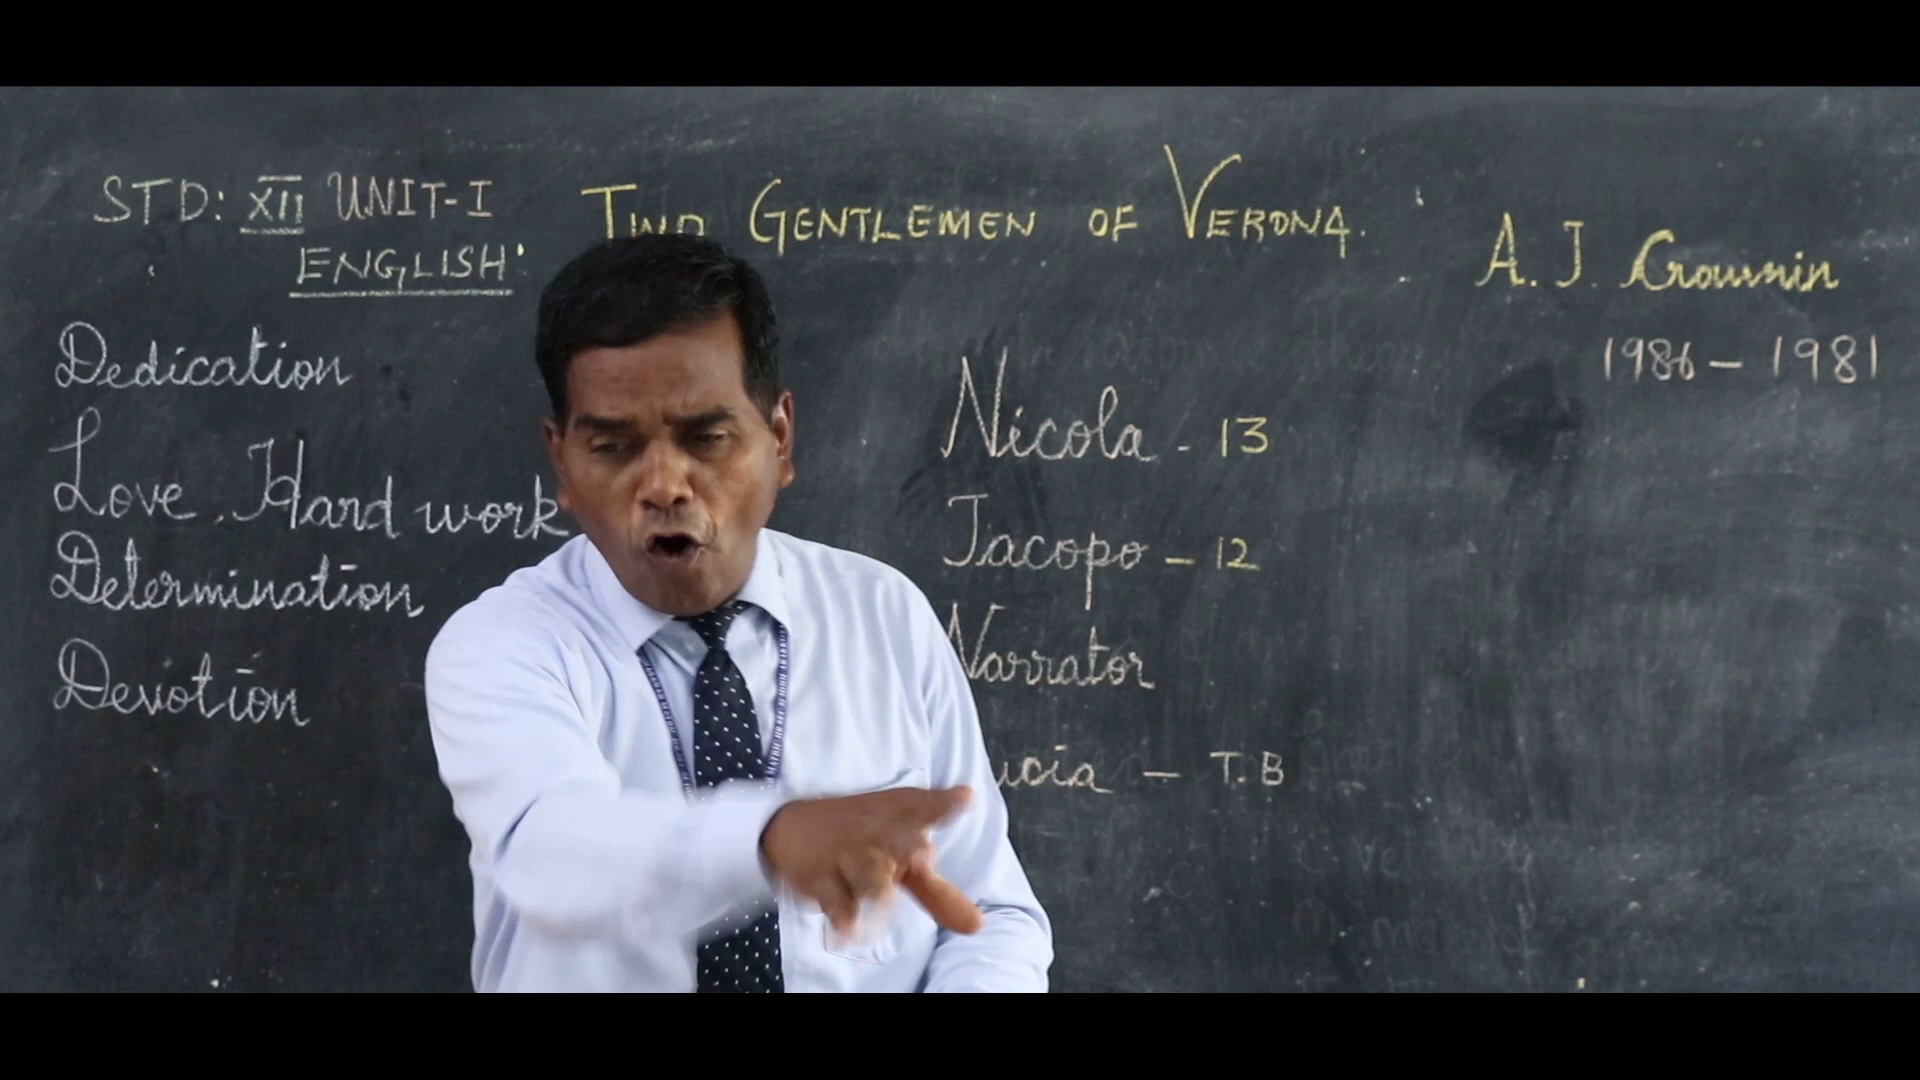 STD: XII UNIT-I
ENGLISH
TWO GENTLEMEN OF VERONA.
A. J. Crownin
1986 - 1981
Dedication
Love, Hard work
Determination
Devotion
Nicola - 13
Jacopo - 12
Narrator
ucia - T.B